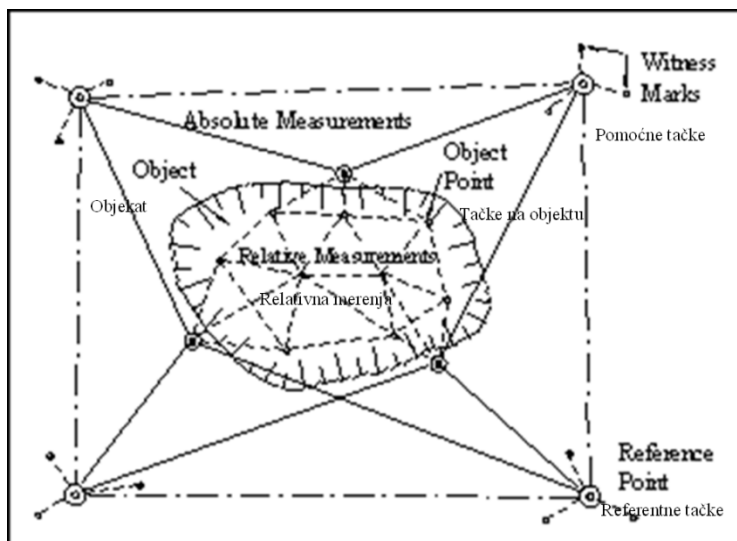 Witness
Marks
Pomoćne tačke
Absolute Measurements
Object
Object
Point
Objekat
Tačke na objektu
Relative Measurements
Relativna merenja
Reference
Point
Referentne tačke